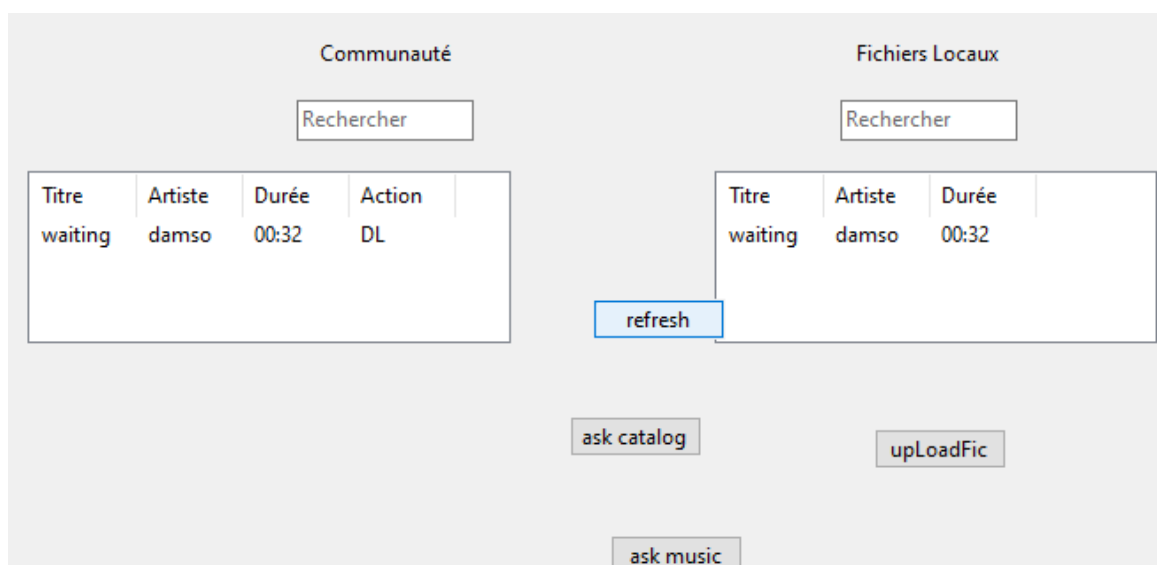 Communauté Fichiers Locaux
Rechercher Rechercher
Titre Artiste Durée Action Titre Artiste Durée
waiting damso 00:32 DL waiting damso 00:32
refresh
ask catalog
upLoadFic
ask music